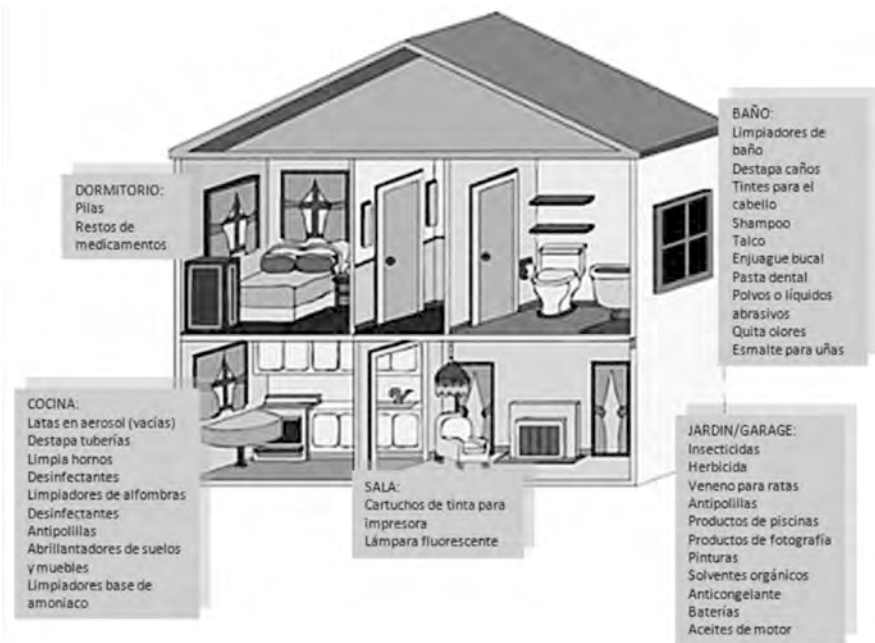 DORMITORIO:
Pilas
Restos de
medicamentos
BAÑO:
Limpiadores de
baño
Destapa caños
Tintes para el
cabello
Shampoo
Talco
Enjuague bucal
Pasta dental
Polvos o líquidos
abrasivos
Quita olores
Esmalte para uñas
COCINA:
Latas en aerosol (vacías)
Destapa tuberías
Limpia hornos
Desinfectantes
Limpiadores de alfombras
Desinfectantes
Antipolillas
Abrillantadores de suelos
y muebles
Limpiadores base de
amoniaco
SALA:
Cartuchos de tinta para
impresora
Lámpara fluorescente
JARDIN/GARAGE:
Insecticidas
Herbicida
Veneno para ratas
Antipolillas
Productos de piscinas
Productos de fotografía
Pinturas
Solventes orgánicos
Anticongelante
Baterías
Aceites de motor